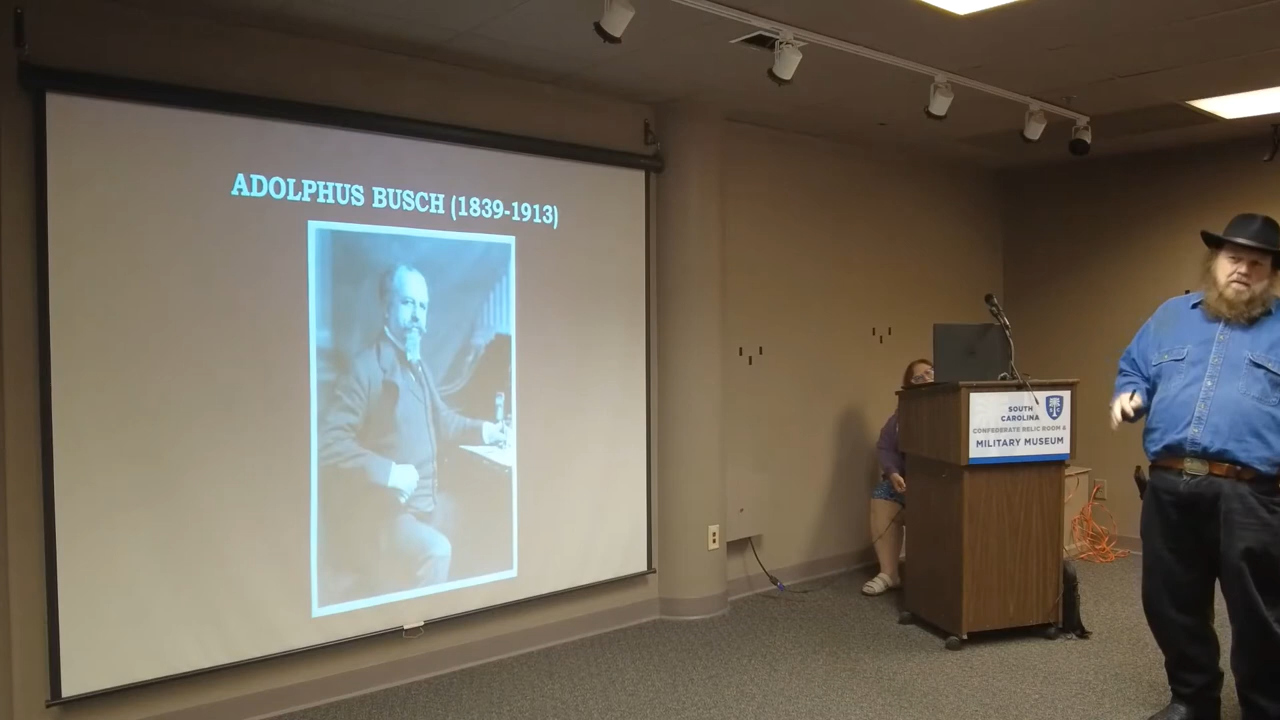 ADOLPHUS BUSCH (1839-1913)
SOUTH
CAROLINA
CONFEDERATE RELIC ROOM &
MILITARY MUSEUM